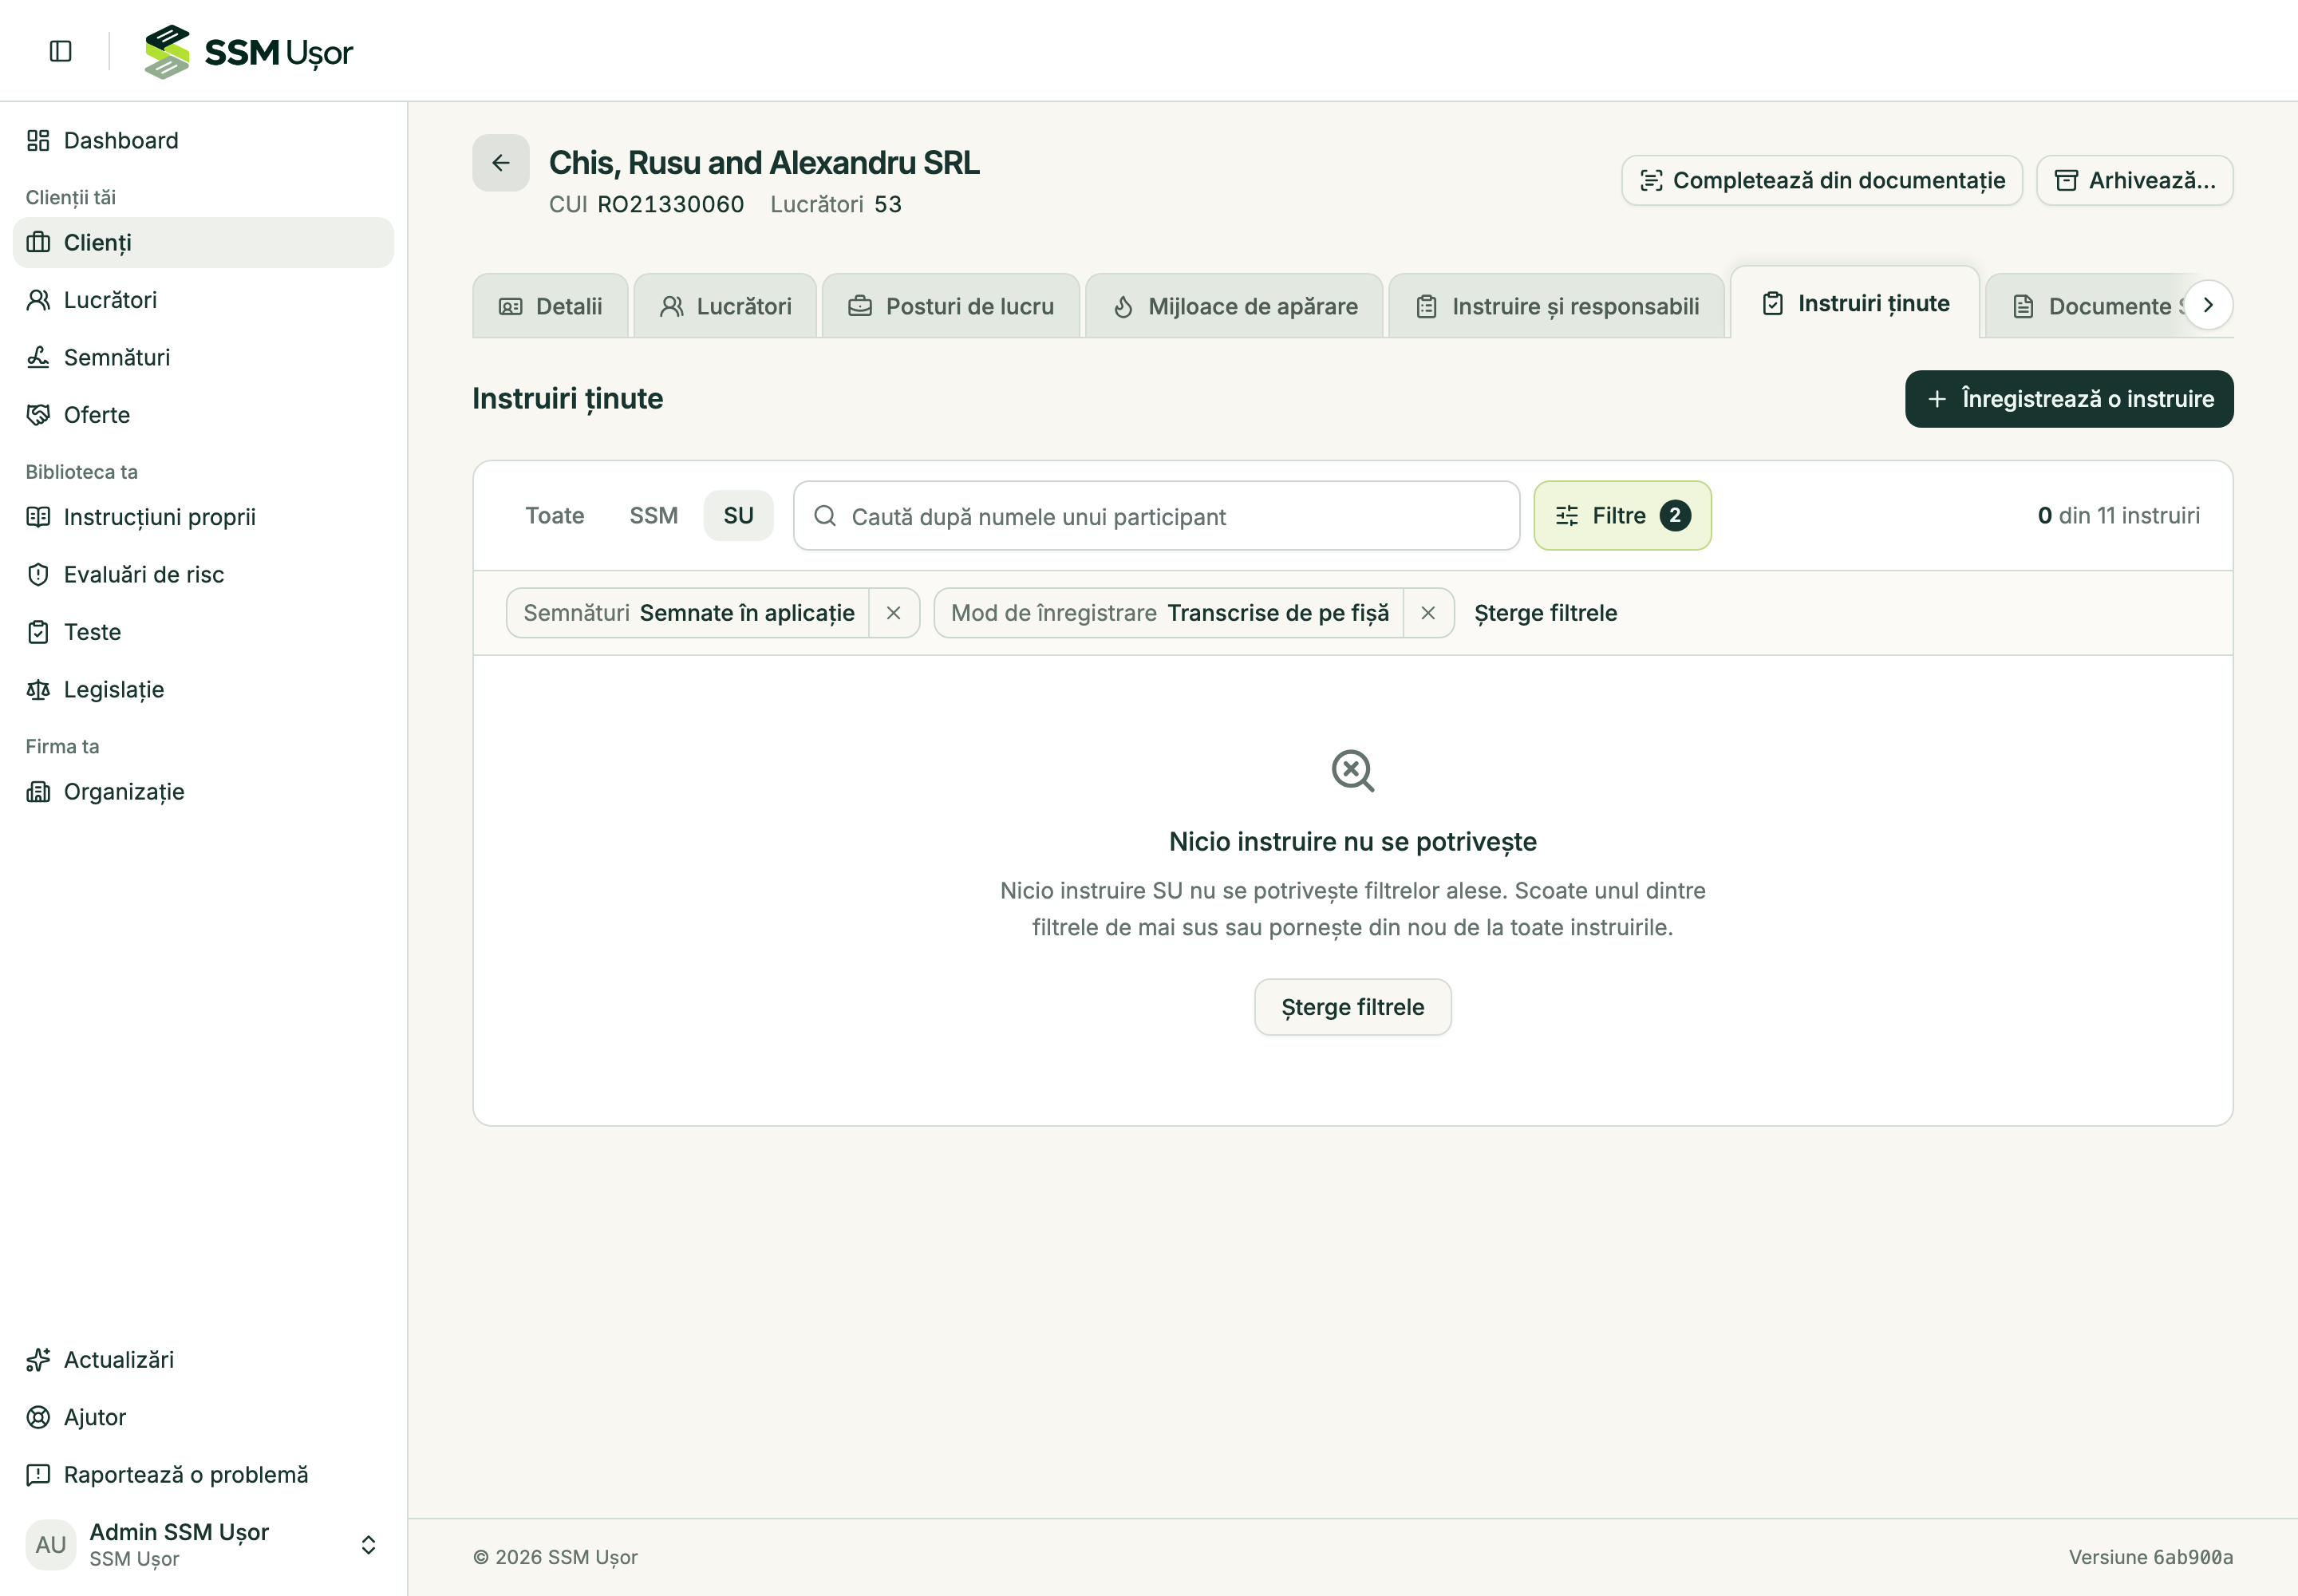 SSM Ușor
Dashboard
Clienții tăi
Clienți
Lucrători
Semnături
Oferte
Biblioteca ta
Instrucțiuni proprii
Evaluări de risc
Teste
Legislație
Firma ta
Organizație
Actualizări
Ajutor
Raportează o problemă
AU
Admin SSM Ușor
SSM Ușor
Chis, Rusu and Alexandru SRL
CUI RO21330060 Lucrători 53
Completează din documentație
Arhivează...
Detalii
Lucrători
Posturi de lucru
Mijloace de apărare
Instruire și responsabili
Instruiri ținute
Documente
Instruiri ținute
Înregistrează o instruire
Toate
SSM
SU
Caută după numele unui participant
Filtre 2
0 din 11 instruiri
Semnături Semnate în aplicație
Mod de înregistrare Transcrise de pe fișă
Șterge filtrele
Nicio instruire nu se potrivește
Nicio instruire SU nu se potrivește filtrelor alese. Scoate unul dintre
filtrele de mai sus sau pornește din nou de la toate instruirile.
Șterge filtrele
© 2026 SSM Ușor
Versiune 6ab900a